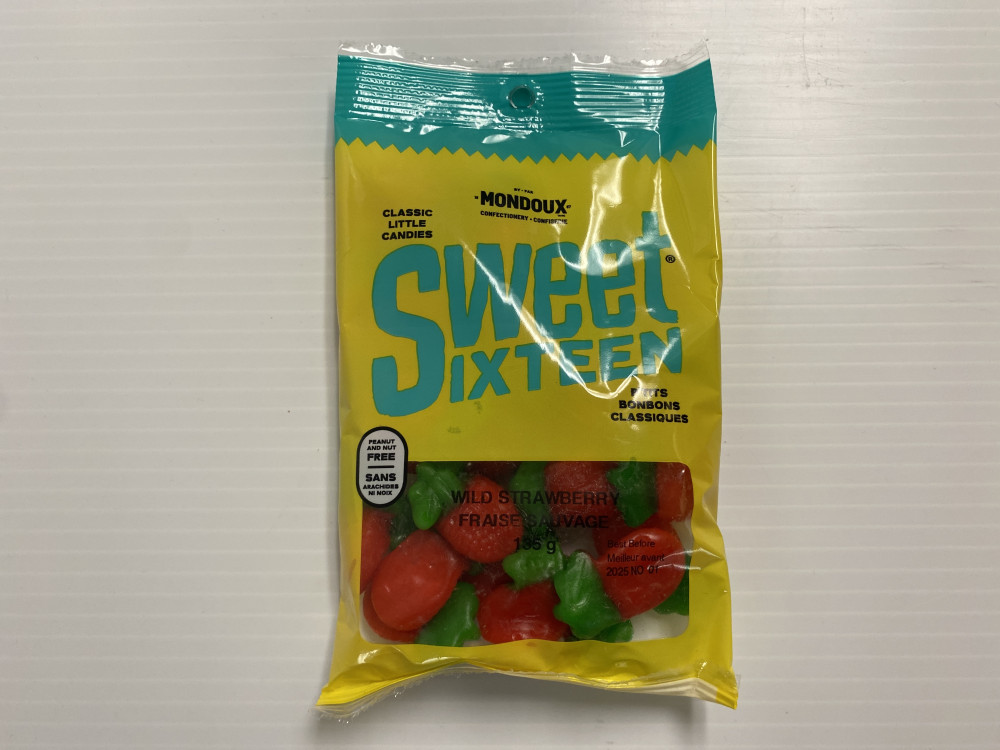 BY • PAR
MONDOUX
CONFECTIONERY • CONFISERIE
CLASSIC
LITTLE
CANDIES
Sweet®
SIXTEEN
BONBONS
CLASSIQUES
PEANUT
AND NUT
FREE
SANS
ARACHIDES
NI NOIX
WILD STRAWBERRY
FRAISE SAUVAGE
135 g
Best Before
Meilleur avant
2025 NO 01